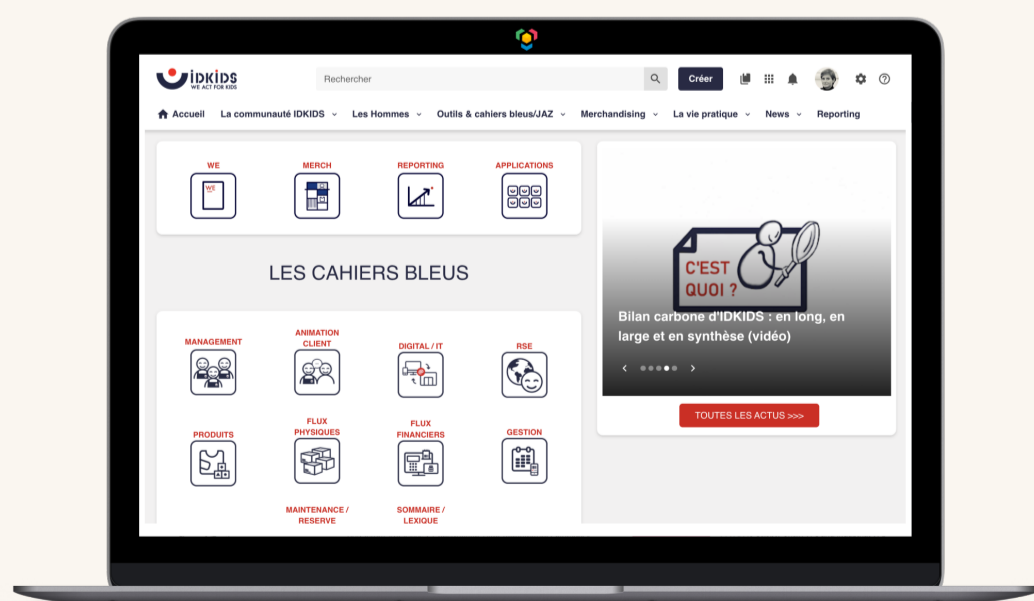 iDKiDS
WE ACT FOR KIDS
Rechercher
Créer
Accueil
La communauté IDKIDS
Les Hommes
Outils & cahiers bleus/JAZ
Merchandising
La vie pratique
News
Reporting
WE
MERCH
REPORTING
APPLICATIONS
WE
LES CAHIERS BLEUS
MANAGEMENT
ANIMATION
CLIENT
DIGITAL / IT
RSE
PRODUITS
FLUX
PHYSIQUES
FLUX
FINANCIERS
GESTION
MAINTENANCE /
RESERVE
SOMMAIRE /
LEXIQUE
C'EST
QUOI ?
Bilan carbone d'IDKIDS : en long, en
large et en synthèse (vidéo)
TOUTES LES ACTUS >>>